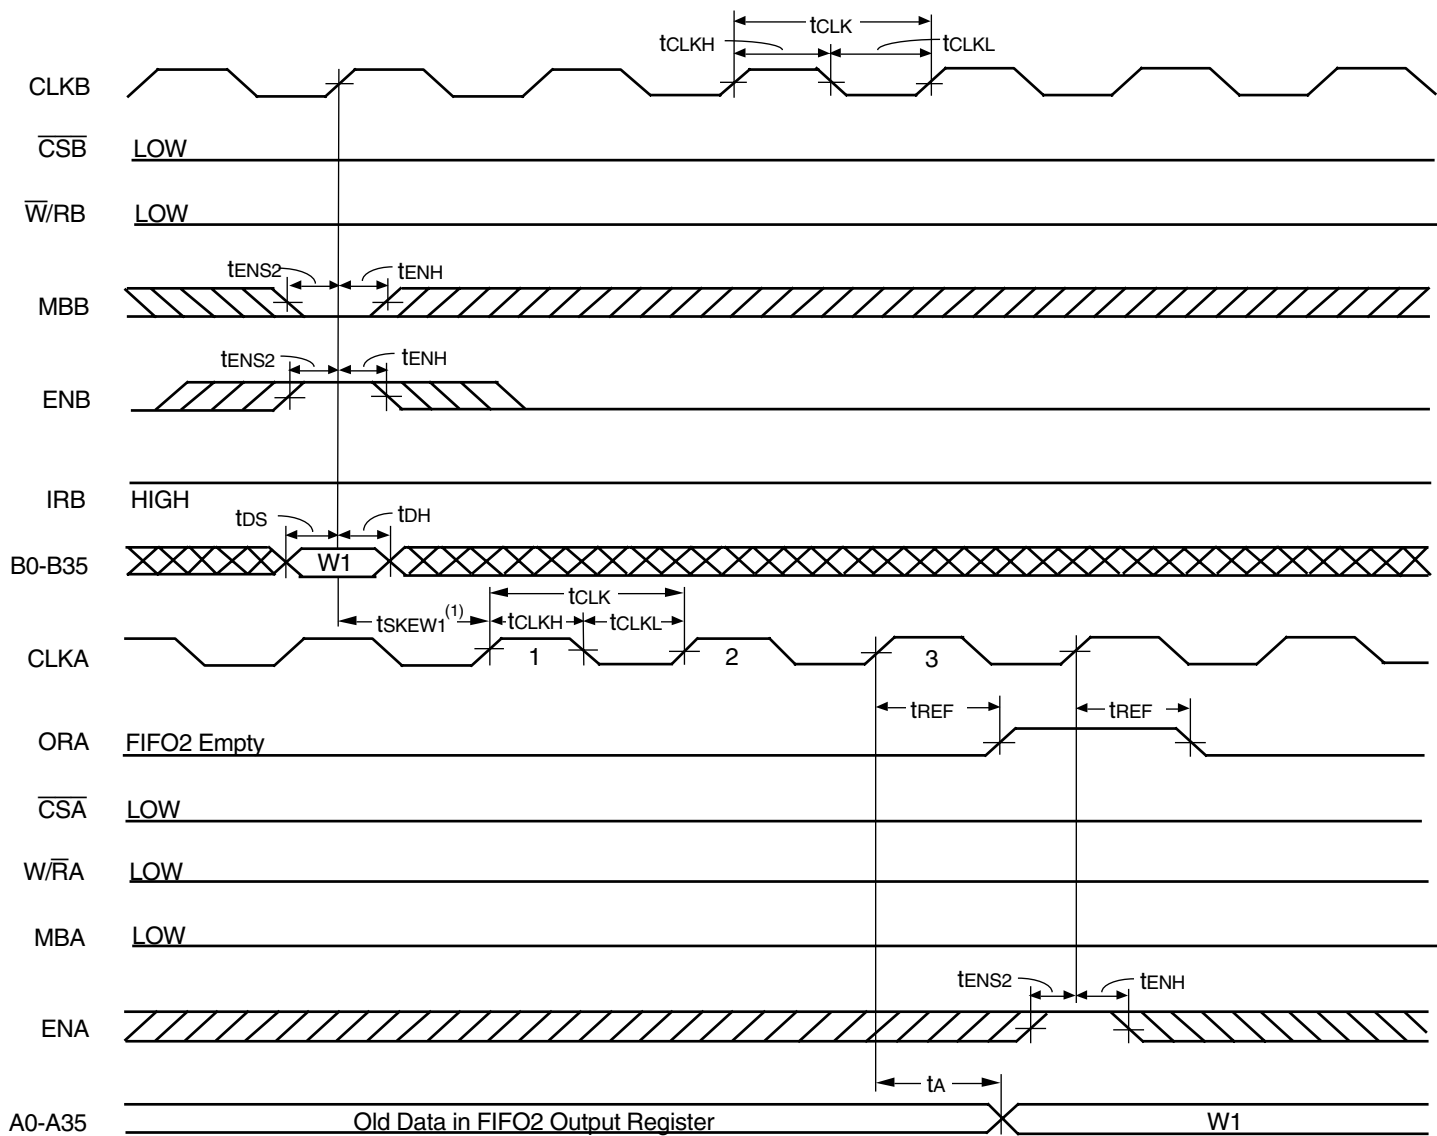 tCLK
tCLKH
tCLKL
CLKB
CSB LOW
W/RB LOW
tENS2 tENH
MBB
tENS2 tENH
ENB
IRB HIGH
tDS tDH
B0-B35 W1
tCLK
tSKEW1(1) tCLKH tCLKL
CLKA 1 2 3
tREF tREF
ORA FIFO2 Empty
CSA LOW
W/RA LOW
MBA LOW
tENS2 tENH
ENA
tA
A0-A35 Old Data in FIFO2 Output Register W1